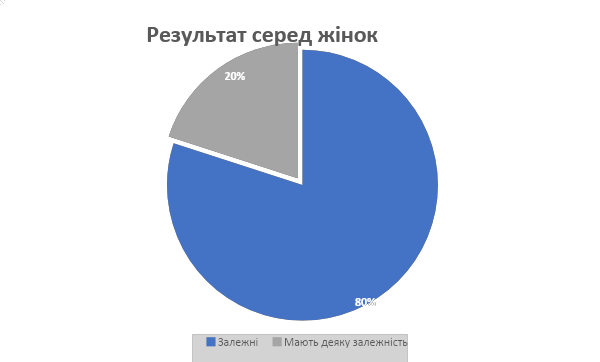 Результат серед жінок
20%
80%
Залежні Мають деяку залежність